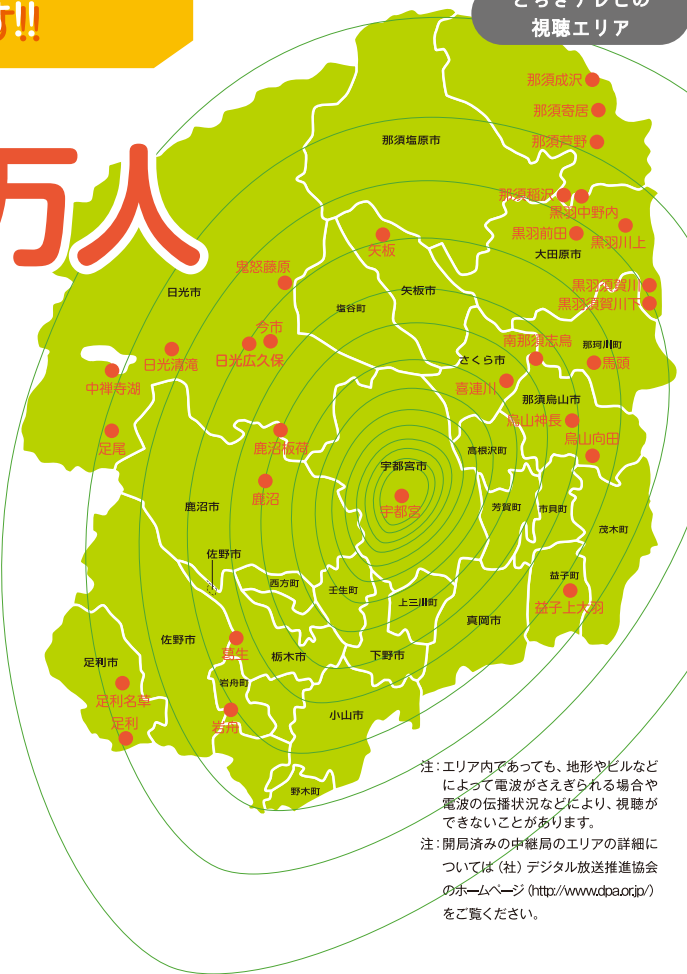 す!!
とちぎテレビの
視聴エリア
万人
那須成沢
那須寄居
那須塩原市
那須芦野
那須稲沢
黒羽中野内
黒羽前田
黒羽川上
矢板
大田原市
鬼怒藤原
日光市
矢板市
黒羽須賀川
黒羽須賀川下
塩谷町
今市
南那須志鳥
那珂川町
日光清滝
日光広久保
さくら市
馬頭
中禅寺湖
喜連川
那須烏山市
烏山神長
烏山向田
足尾
鹿沼板荷
高根沢町
宇都宮市
鹿沼
宇都宮
鹿沼市
芳賀町
市貝町
茂木町
佐野市
西方町
壬生町
上三川町
益子町
益子上大羽
真岡市
佐野市
葛生
栃木市
下野市
足利市
岩舟町
足利名草
足利
岩舟
小山市
野木町
注：エリア内であっても、地形やビルなど
によって電波がさえぎられる場合や
電波の伝播状況などにより、視聴が
できないことがあります。
注：開局済みの中継局のエリアの詳細に
ついては（社）デジタル放送推進協会
のホームページ（http://www.dpa.or.jp/）
をご覧ください。